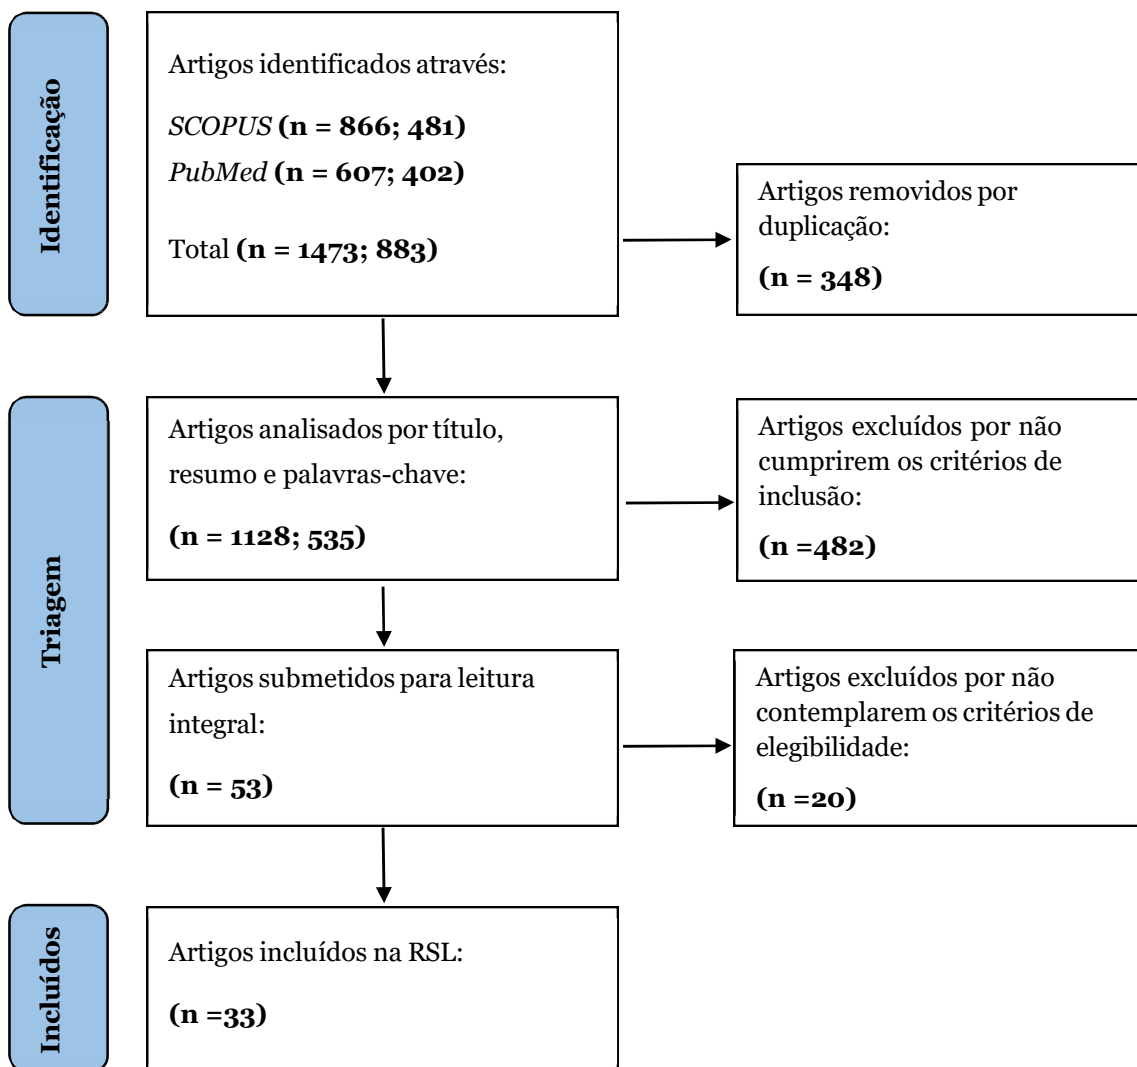 Identificação
Artigos identificados através:
SCOPUS (n = 866; 481)
PubMed (n = 607; 402)
Total (n = 1473; 883)
Artigos removidos por
duplicação:
(n = 348)
Triagem
Artigos analisados por título,
resumo e palavras-chave:
(n = 1128; 535)
Artigos excluídos por não
cumprirem os critérios de
inclusão:
(n =482)
Artigos submetidos para leitura
integral:
(n = 53)
Artigos excluídos por não
contemplarem os critérios de
elegibilidade:
(n =20)
Incluídos
Artigos incluídos na RSL:
(n =33)